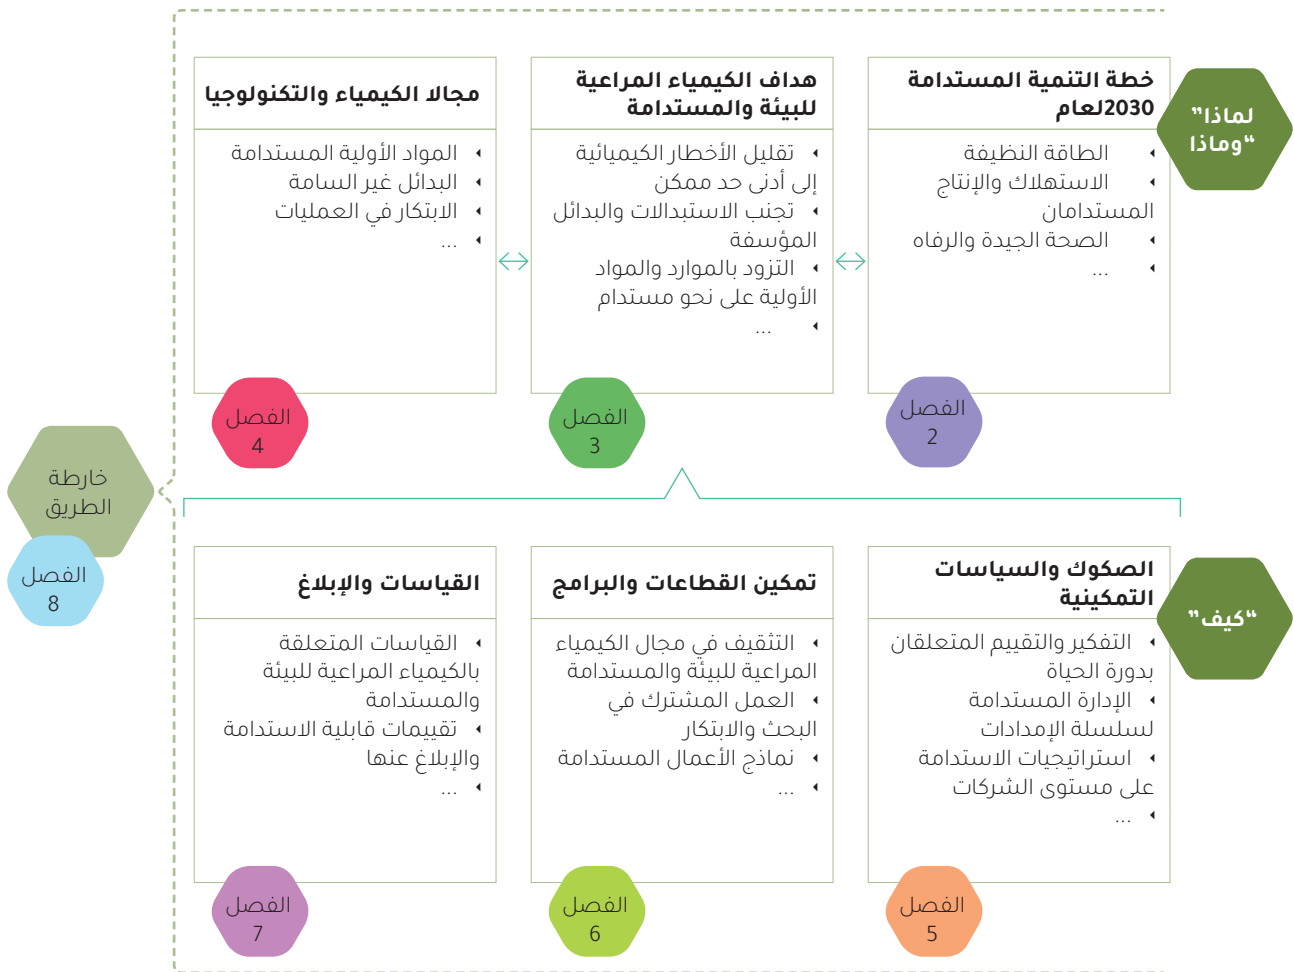 لماذا”
“وماذا
خطة التنمية المستدامة
2030لعام
الطاقة النظيفة
الاستهلاك والإنتاج
المستدامان
الصحة الجيدة والرفاه
...
الفصل
2
هداف الكيمياء المراعية
للبيئة والمستدامة
تقليل الأخطار الكيميائية
إلى أدنى حد ممكن
تجنب الاستبدالات والبدائل
المؤسفة
التزود بالموارد والمواد
الأولية على نحو مستدام
...
الفصل
3
مجالا الكيمياء والتكنولوجيا
المواد الأولية المستدامة
البدائل غير السامة
الابتكار في العمليات
...
الفصل
4
خارطة
الطريق
الفصل
8
“كيف”
الصكوك والسياسات
التمكينية
التفكير والتقييم المتعلقان
بدورة الحياة
الإدارة المستدامة
لسلسلة الإمدادات
استراتيجيات الاستدامة
على مستوى الشركات
...
الفصل
5
تمكين القطاعات والبرامج
التثقيف في مجال الكيمياء
المراعية للبيئة والمستدامة
العمل المشترك في
البحث والابتكار
نماذج الأعمال المستدامة
...
الفصل
6
القياسات والإبلاغ
القياسات المتعلقة
بالكيمياء المراعية للبيئة
والمستدامة
تقييمات قابلية الاستدامة
والإبلاغ عنها
...
الفصل
7